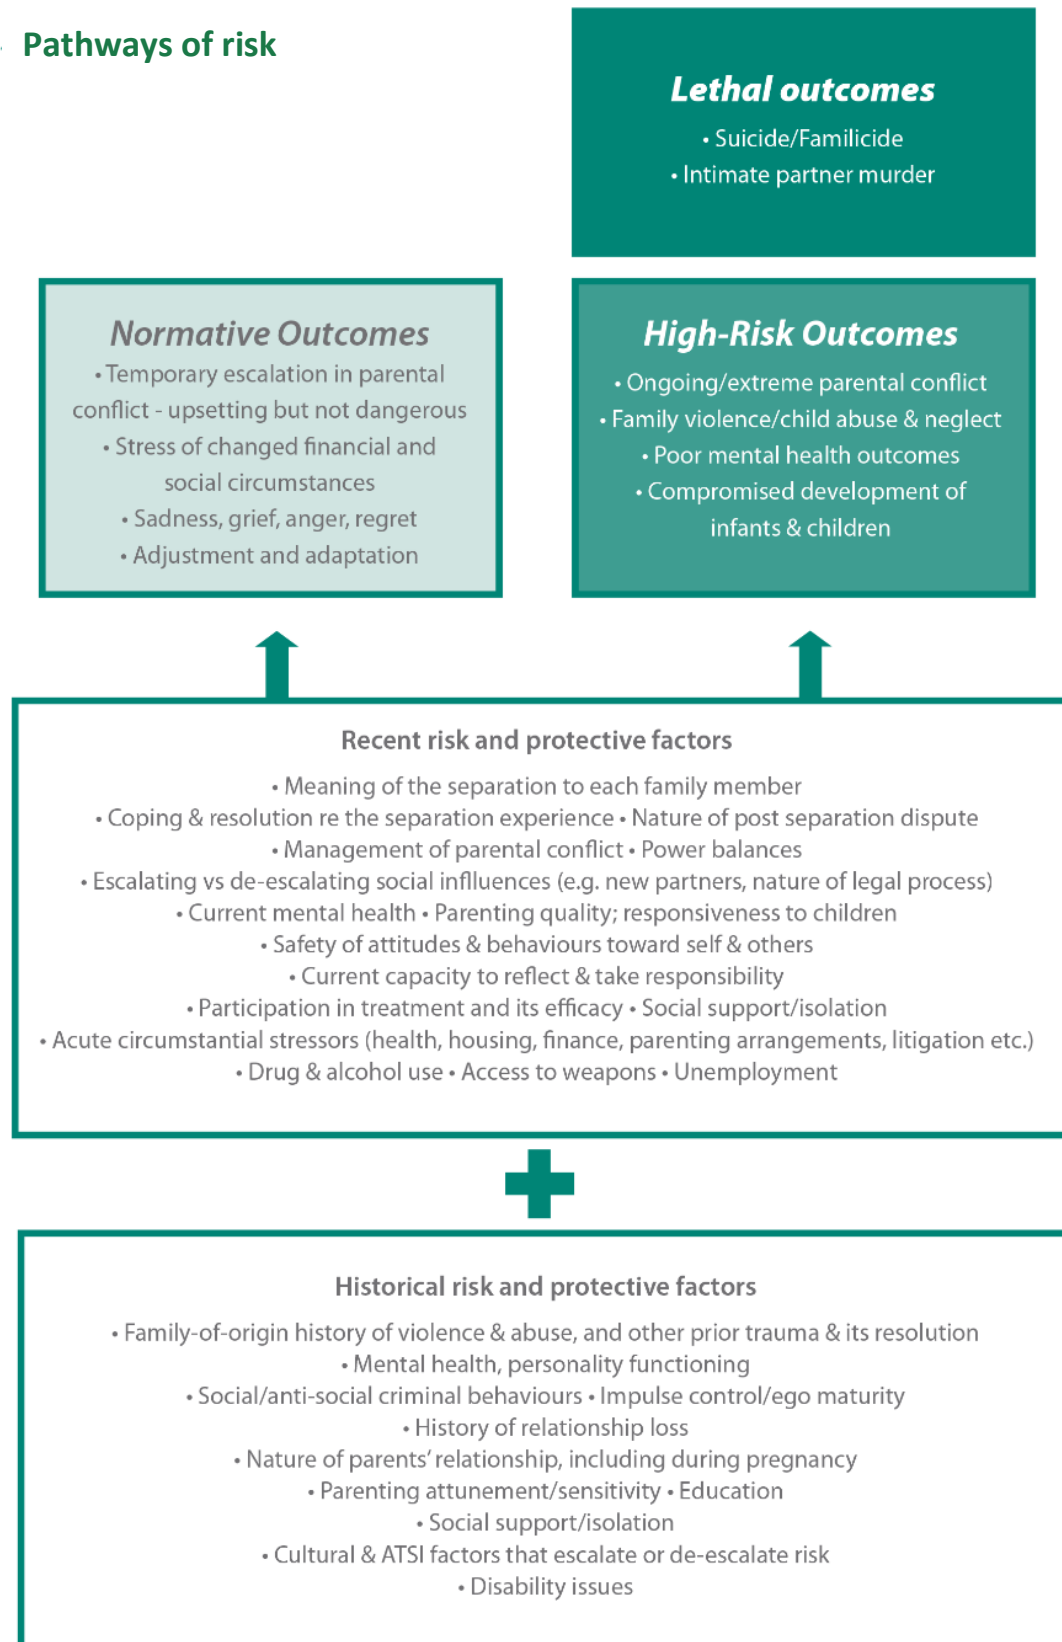 Pathways of risk
Lethal outcomes
• Suicide/Familicide
• Intimate partner murder
Normative Outcomes
• Temporary escalation in parental
conflict - upsetting but not dangerous
• Stress of changed financial and
social circumstances
• Sadness, grief, anger, regret
• Adjustment and adaptation
High-Risk Outcomes
• Ongoing/extreme parental conflict
• Family violence/child abuse & neglect
• Poor mental health outcomes
• Compromised development of
infants & children
Recent risk and protective factors
• Meaning of the separation to each family member
• Coping & resolution re the separation experience • Nature of post separation dispute
• Management of parental conflict • Power balances
• Escalating vs de-escalating social inflluences (e.g. new partners, nature of legal process)
• Current mental health • Parenting quality; responsiveness to children
• Safety of attitudes & behaviours toward self & others
• Current capacity to reflect & take responsibility
• Participation in treatment and its efficacy • Social support/isolation
• Acute circumstantial stressors (health, housing, finance, parenting arrangements, litigation etc.)
• Drug & alcohol use • Access to weapons • Unemployment
Historical risk and protective factors
• Family-of-origin history of violence & abuse, and other prior trauma & its resolution
• Mental health, personality functioning
• Social/anti-social criminal behaviours • Impulse control/ego maturity
• History of relationship loss
• Nature of parents’ relationship, including during pregnancy
• Parenting attunement/sensitivity • Education
• Social support/isolation
• Cultural & ATSI factors that escalate or de-escalate risk
• Disability issues